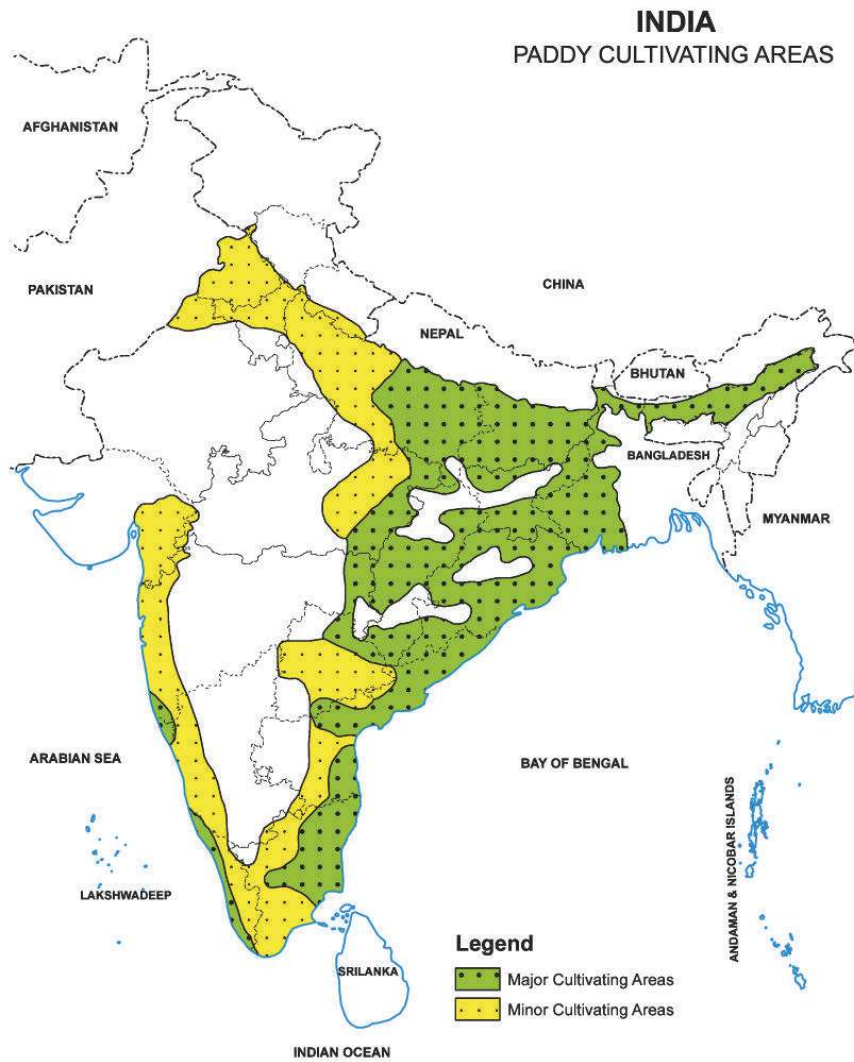 INDIA
PADDY CULTIVATING AREAS
AFGHANISTAN
PAKISTAN
CHINA
NEPAL
BHUTAN
BANGLADESH
MYANMAR
ARABIAN SEA
BAY OF BENGAL
ANDAMAN & NICOBAR ISLANDS
LAKSHWADEEP
SRILANKA
Legend
Major Cultivating Areas
Minor Cultivating Areas
INDIAN OCEAN